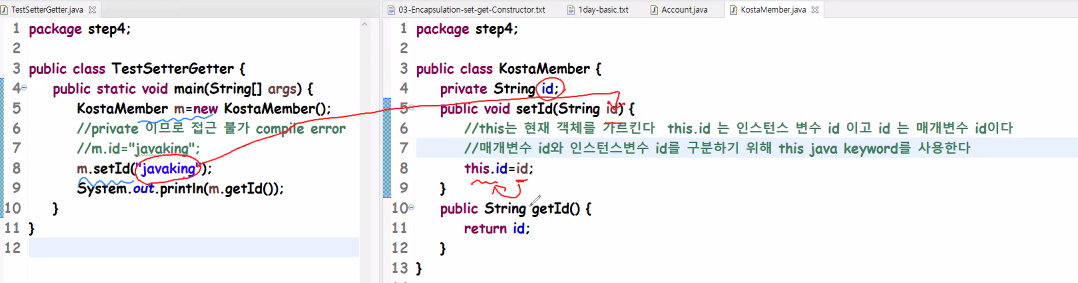 TestSetterGetter.java
1 package step4;
2
3 public class TestSetterGetter {
4 public static void main(String[] args) {
5 KostaMember m=new KostaMember();
6 //private 이므로 접근 불가 compile error
7 //m.id="javaking";
8 m.setId("javaking");
9 System.out.println(m.getId());
10 }
11 }
12
03-Encapsulation-set-get-Constructor.txt
1day-basic.txt
Account.java
KostaMember.java
1 package step4;
2
3 public class KostaMember {
4 private String id;
5 public void setId(String id) {
6 //this는 현재 객체를 가르킨다 this.id 는 인스턴스 변수 id 이고 id 는 매개변수 id이다
7 //매개변수 id와 인스턴스변수 id를 구분하기 위해 this java keyword를 사용한다
8 this.id=id;
9 }
10 public String getId() {
11 return id;
12 }
13 }